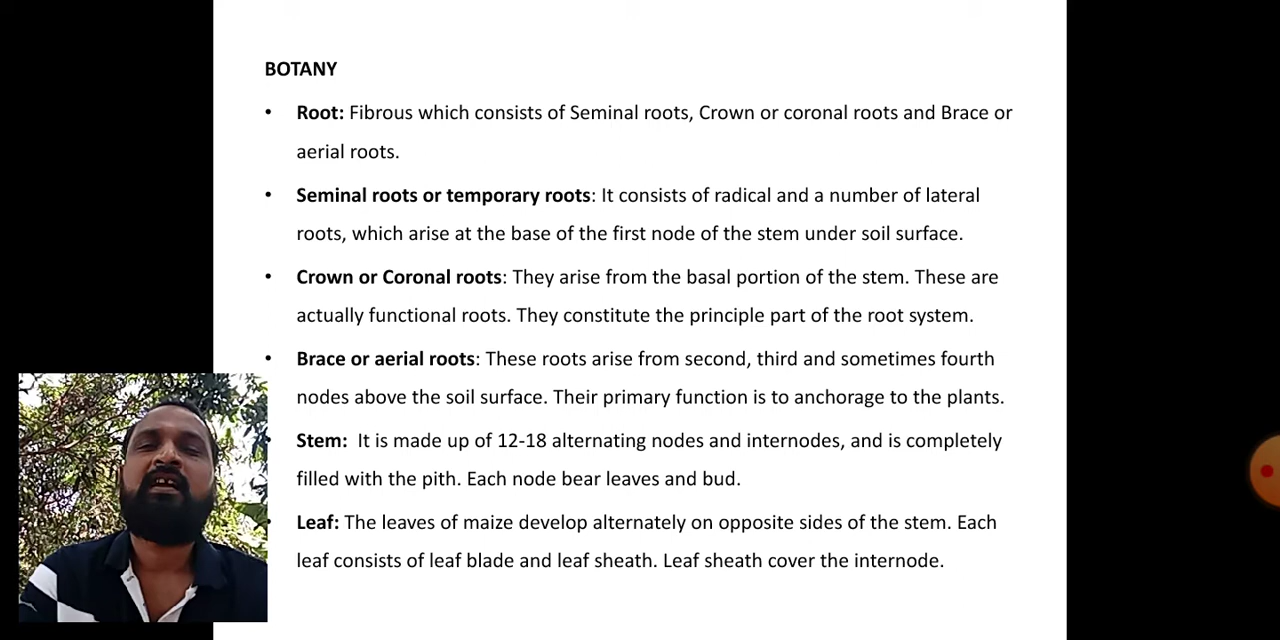 BOTANY
• Root: Fibrous which consists of Seminal roots, Crown or coronal roots and Brace or
aerial roots.
• Seminal roots or temporary roots: It consists of radical and a number of lateral
roots, which arise at the base of the first node of the stem under soil surface.
• Crown or Coronal roots: They arise from the basal portion of the stem. These are
actually functional roots. They constitute the principle part of the root system.
• Brace or aerial roots: These roots arise from second, third and sometimes fourth
nodes above the soil surface. Their primary function is to anchorage to the plants.
Stem: It is made up of 12-18 alternating nodes and internodes, and is completely
filled with the pith. Each node bear leaves and bud.
Leaf: The leaves of maize develop alternately on opposite sides of the stem. Each
leaf consists of leaf blade and leaf sheath. Leaf sheath cover the internode.